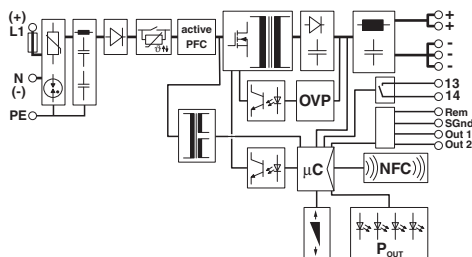 (+)
L1
N
(-)
PE
ϑ
active
PFC
OVP
+
+
-
-
-
13
14
Rem
SGnd
Out 1
Out 2
µC
NFC
POUT